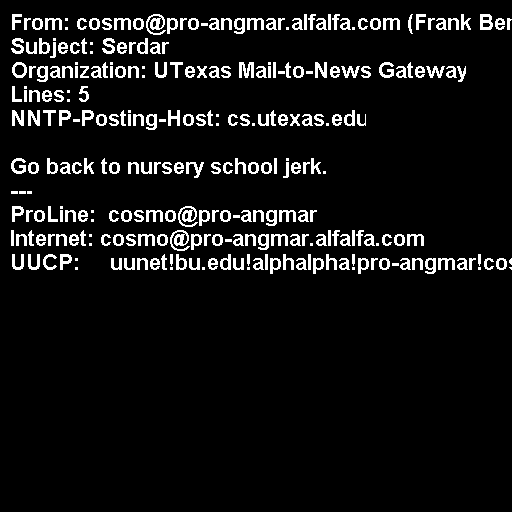 From: cosmo@pro-angmar.alfalfa.com (Frank
Subject: Serdar
Organization: UTexas Mail-to-News Gateway
Lines: 5
NNTP-Posting-Host: cs.utexas.edu

Go back to nursery school jerk.
---
ProLine:  cosmo@pro-angmar
Internet: cosmo@pro-angmar.alfalfa.com
UUCP:     uunet!bu.edu!alphalpha!pro-angmar!cos